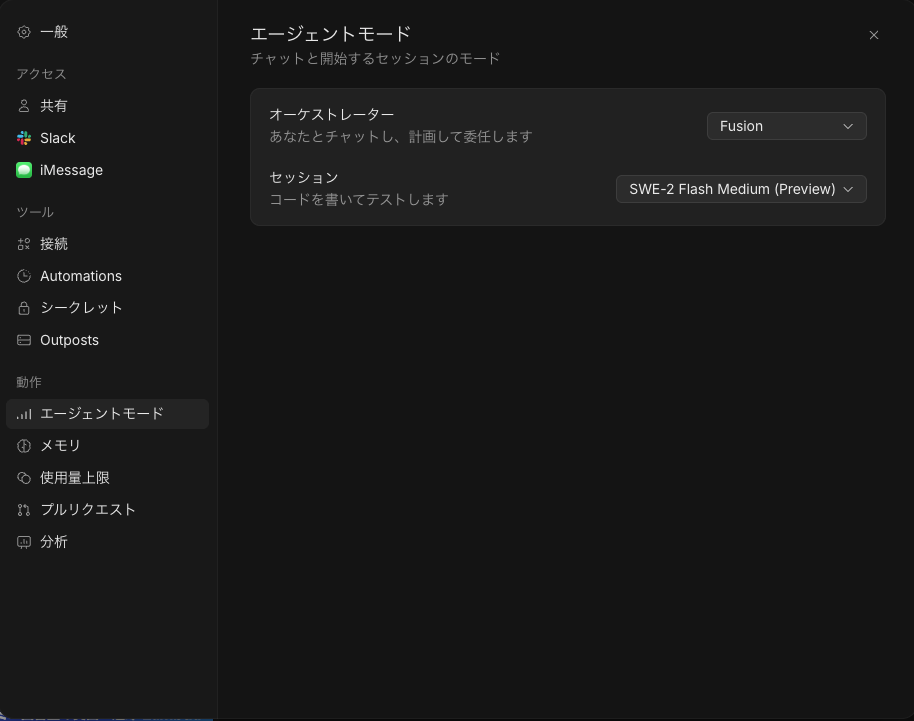 一般
アクセス
共有
Slack
iMessage
ツール
接続
Automations
シークレット
Outposts
動作
エージェントモード
メモリ
使用量上限
プルリクエスト
分析
エージェントモード
チャットと開始するセッションのモード
オーケストレーター
あなたとチャットし、計画して委任します
Fusion
セッション
コードを書いてテストします
SWE-2 Flash Medium (Preview)